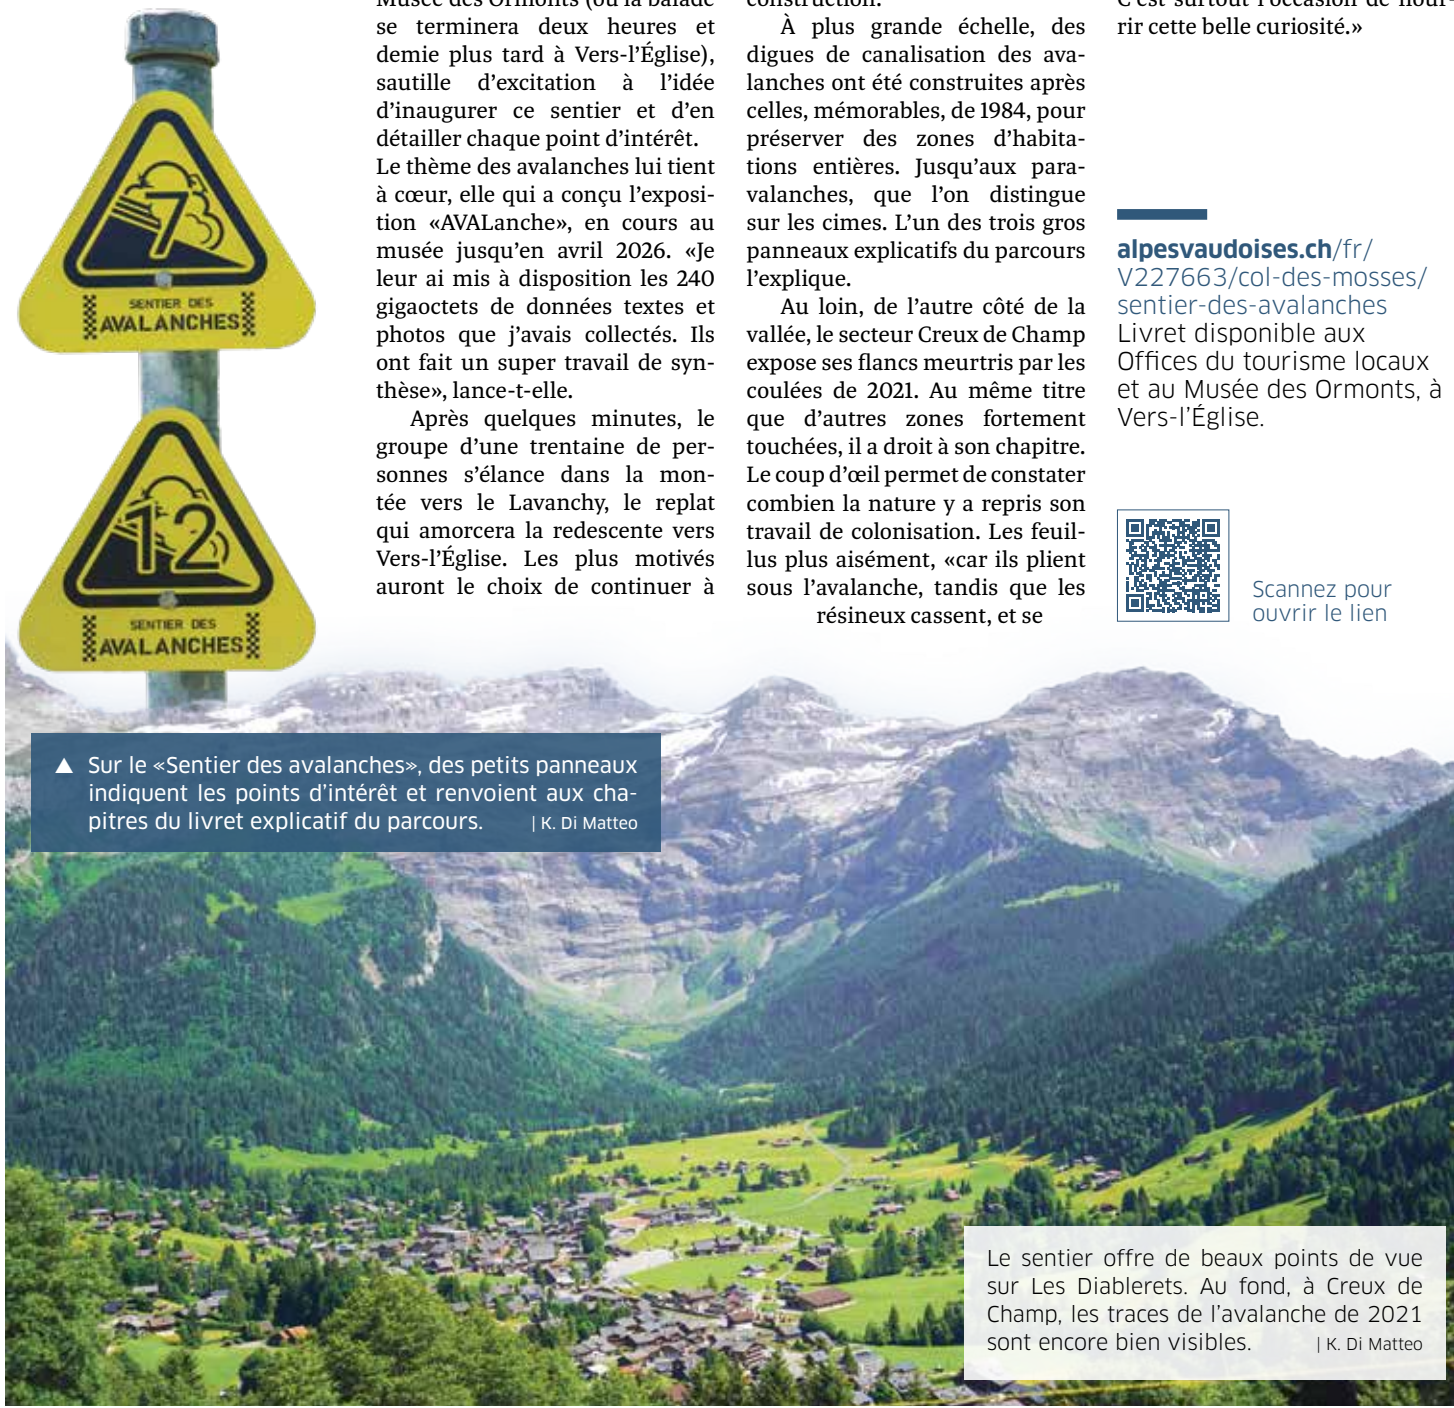 7
SENTIER DES
AVALANCHES
12
SENTIER DES
AVALANCHES
Musée des Ormonts (où la balade
se terminera deux heures et
demie plus tard à Vers-l’Église),
sautille d’excitation à l’idée
d’inaugurer ce sentier et d’en
détailler chaque point d’intérêt.
Le thème des avalanches lui tient
à cœur, elle qui a conçu l’exposi-
tion «AVALanche», en cours au
musée jusqu’en avril 2026. «Je
leur ai mis à disposition les 240
gigaoctets de données textes et
photos que j’avais collectés. Ils
ont fait un super travail de syn-
thèse», lance-t-elle.
Après quelques minutes, le
groupe d’une trentaine de per-
sonnes s’élance dans la mon-
tée vers le Lavanchy, le replat
qui amorcera la redescente vers
Vers-l’Église. Les plus motivés
auront le choix de continuer à
construction.
À plus grande échelle, des
digues de canalisation des ava-
lanches ont été construites après
celles, mémorables, de 1984, pour
préserver des zones d’habita-
tions entières. Jusqu’aux para-
valanches, que l’on distingue
sur les cimes. L’un des trois gros
panneaux explicatifs du parcours
l’explique.
Au loin, de l’autre côté de la
vallée, le secteur Creux de Champ
expose ses flancs meurtris par les
coulées de 2021. Au même titre
que d’autres zones fortement
touchées, il a droit à son chapitre.
Le coup d’œil permet de constater
combien la nature y a repris son
travail de colonisation. Les feuil-
lus plus aisément, «car ils plient
sous l’avalanche, tandis que les
résineux cassent, et se
C’est surtout l’occasion de nour-
rir cette belle curiosité.»
alpesvaudoises.ch/fr/
V227663/col-des-mosses/
sentier-des-avalanches
Livret disponible aux
Offices du tourisme locaux
et au Musée des Ormonts, à
Vers-l’Église.
Scannez pour
ouvrir le lien
▲ Sur le «Sentier des avalanches», des petits panneaux
indiquent les points d’intérêt et renvoient aux cha-
pitres du livret explicatif du parcours. | K. Di Matteo
Le sentier offre de beaux points de vue
sur Les Diablerets. Au fond, à Creux de
Champ, les traces de l’avalanche de 2021
sont encore bien visibles. | K. Di Matteo